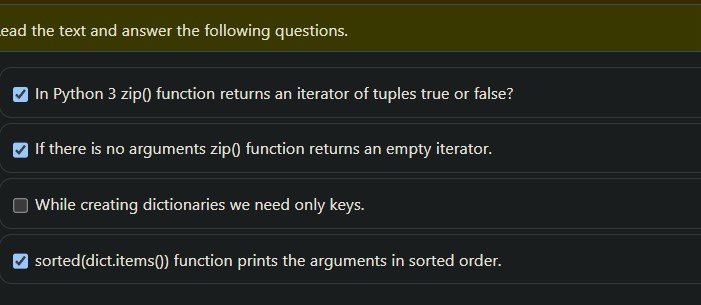 ead the text and answer the following questions.
In Python 3 zip() function returns an iterator of tuples true or false?
If there is no arguments zip() function returns an empty iterator.
While creating dictionaries we need only keys.
sorted(dict.items()) function prints the arguments in sorted order.